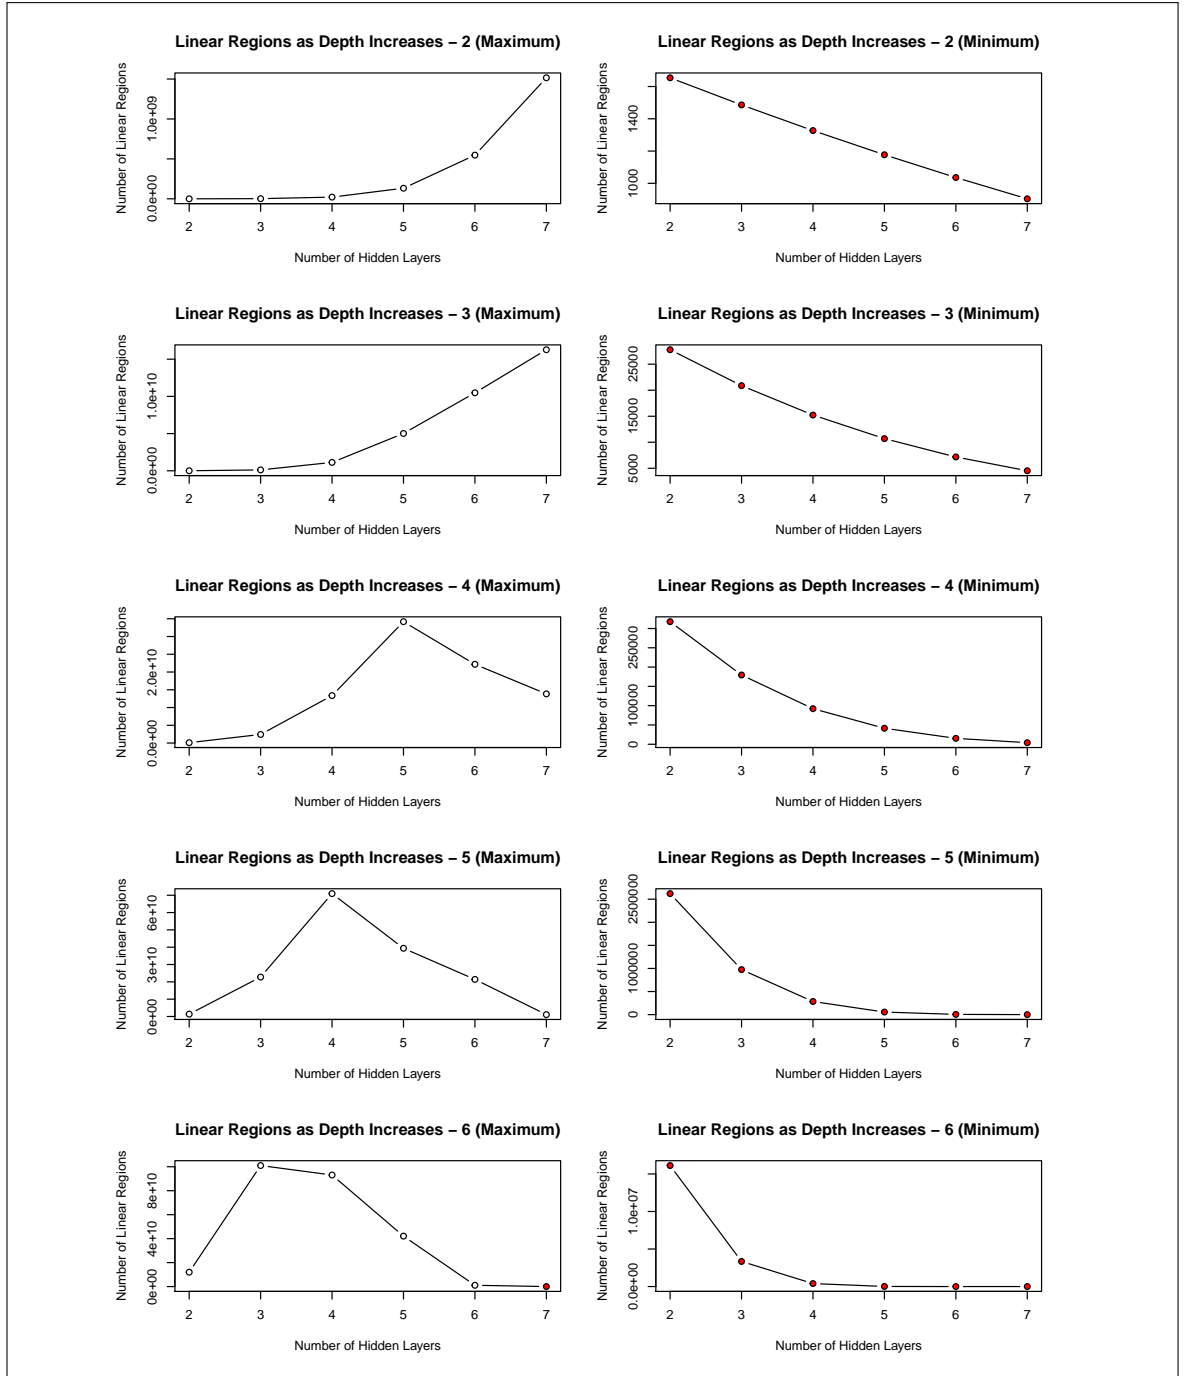 Linear Regions as Depth Increases – 2 (Maximum)
Number of Linear Regions
0.0e+00 1.0e+09
2 3 4 5 6 7
Number of Hidden Layers
Linear Regions as Depth Increases – 2 (Minimum)
Number of Linear Regions
1000 1400
2 3 4 5 6 7
Number of Hidden Layers
Linear Regions as Depth Increases – 3 (Maximum)
Number of Linear Regions
0.0e+00 1.0e+10
2 3 4 5 6 7
Number of Hidden Layers
Linear Regions as Depth Increases – 3 (Minimum)
Number of Linear Regions
5000 15000 25000
2 3 4 5 6 7
Number of Hidden Layers
Linear Regions as Depth Increases – 4 (Maximum)
Number of Linear Regions
0.0e+00 2.0e+10
2 3 4 5 6 7
Number of Hidden Layers
Linear Regions as Depth Increases – 4 (Minimum)
Number of Linear Regions
0 100000 250000
2 3 4 5 6 7
Number of Hidden Layers
Linear Regions as Depth Increases – 5 (Maximum)
Number of Linear Regions
0e+00 3e+10 6e+10
2 3 4 5 6 7
Number of Hidden Layers
Linear Regions as Depth Increases – 5 (Minimum)
Number of Linear Regions
0 1000000 2500000
2 3 4 5 6 7
Number of Hidden Layers
Linear Regions as Depth Increases – 6 (Maximum)
Number of Linear Regions
0e+00 4e+10 8e+10
2 3 4 5 6 7
Number of Hidden Layers
Linear Regions as Depth Increases – 6 (Minimum)
Number of Linear Regions
0.0e+00 1.0e+07
2 3 4 5 6 7
Number of Hidden Layers